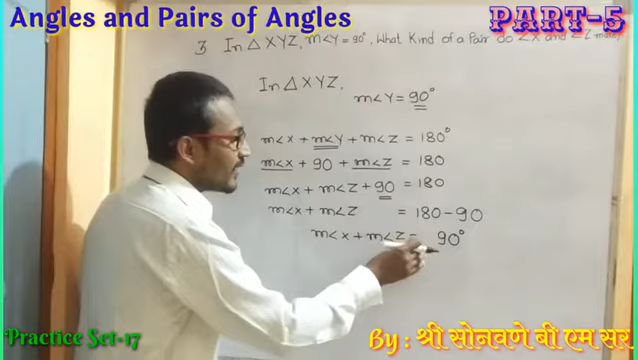 Angles and Pairs of Angles
PART-5
3 In △XYZ, m∠Y = 90°, What Kind of a Pair do ∠X and ∠Z make?
In △XYZ,
m∠Y = 90°
m∠X + m∠Y + m∠Z = 180°
m∠X + 90 + m∠Z = 180
m∠X + m∠Z + 90 = 180
m∠X + m∠Z = 180 - 90
m∠X + m∠Z = 90°
Practice Set-17
By : श्री सोनवणे बी एम सर